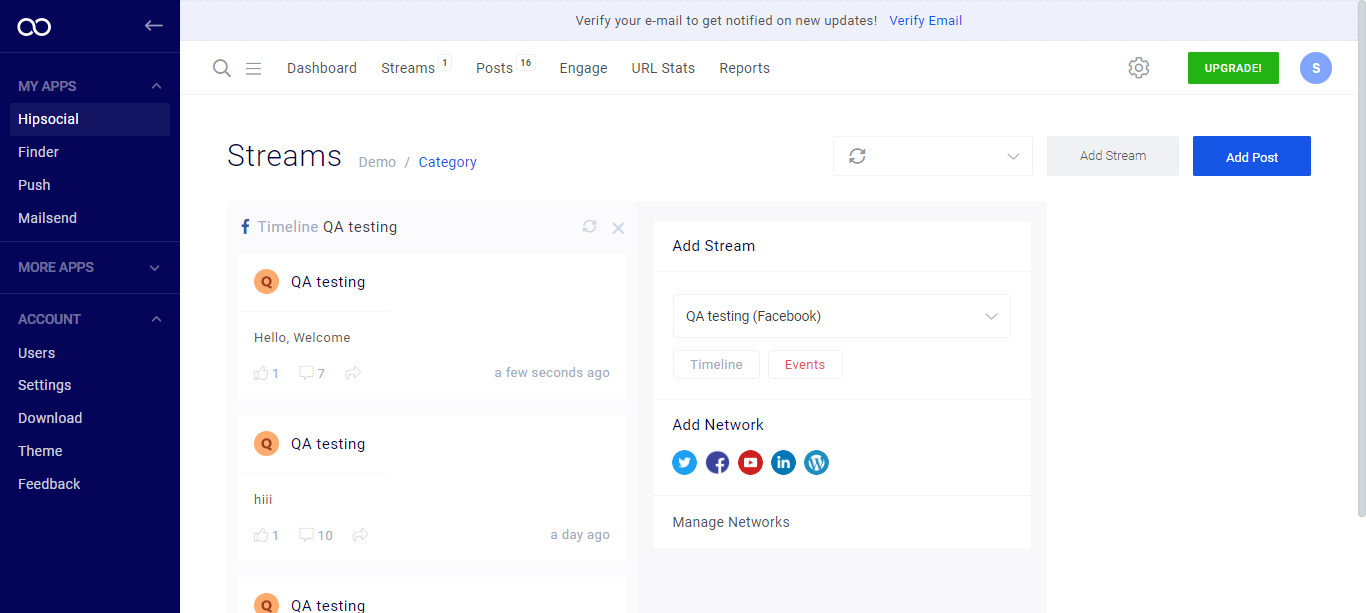 Verify your e-mail to get notified on new updates! Verify Email
MY APPS
Hipsocial
Finder
Push
Mailsend
MORE APPS
ACCOUNT
Users
Settings
Download
Theme
Feedback
Dashboard Streams 1 Posts 16 Engage URL Stats Reports
UPGRADE! S
Streams Demo / Category
Add Stream Add Post
Timeline QA testing
Q QA testing
Hello, Welcome
1 7 a few seconds ago
Q QA testing
hiii
1 10 a day ago
Q QA testing
Add Stream
QA testing (Facebook)
Timeline Events
Add Network
Manage Networks